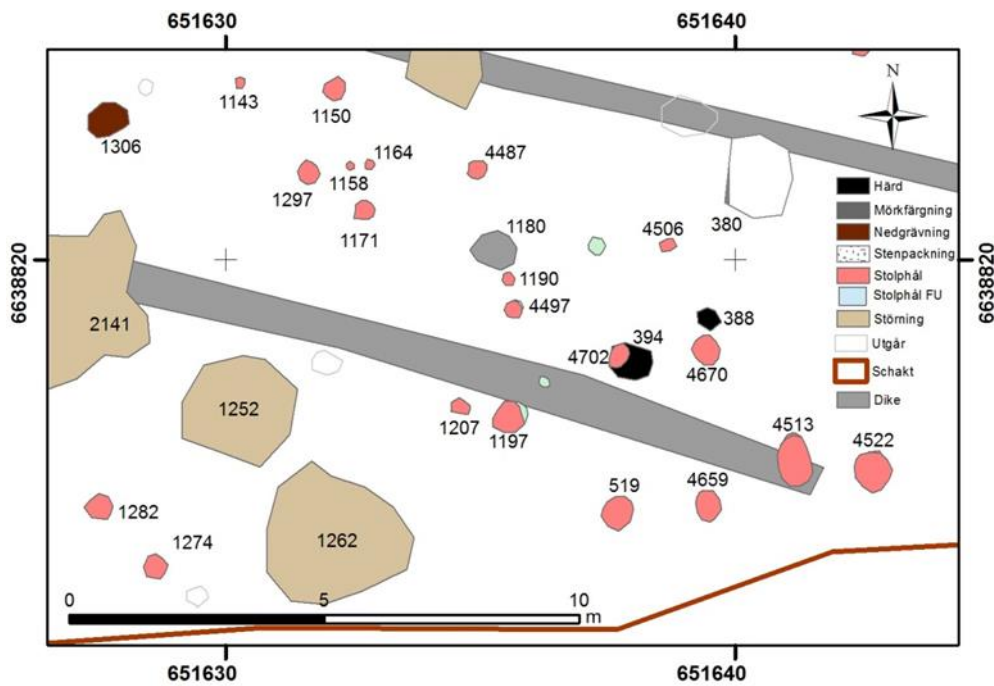 651630 651640
N
1143
1150
1306
1164
1158
4487
1297
1171
380
1180
4506
6638820
6638820
1190
4497
2141
394
388
4702
4670
1252
1207
1197
4513
4522
519
4659
1282
1274
1262
Härd
Mörkfärgning
Nedgrävning
Stenpackning
Stolphål
Stolphål FU
Störning
Utgår
Schakt
Dike
0 5 10
m
651630 651640